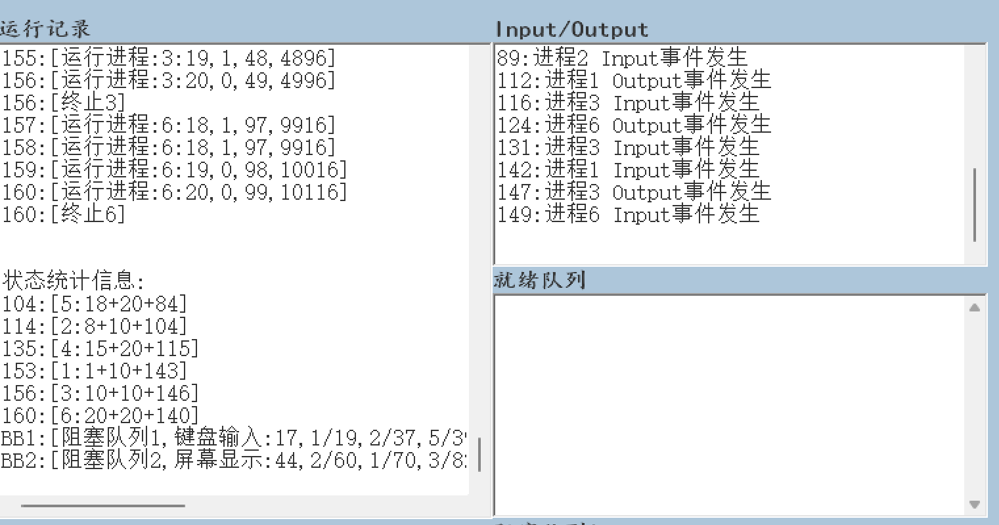 运行记录
155:[运行进程:3:19,1,48,4896]
156:[运行进程:3:20,0,49,4996]
156:[终止3]
157:[运行进程:6:18,1,97,9916]
158:[运行进程:6:18,1,97,9916]
159:[运行进程:6:19,0,98,10016]
160:[运行进程:6:20,0,99,10116]
160:[终止6]
状态统计信息:
104:[5:18+20+84]
114:[2:8+10+104]
135:[4:15+20+115]
153:[1:1+10+143]
156:[3:10+10+146]
160:[6:20+20+140]
BB1:[阻塞队列1,键盘输入:17,1/19,2/37,5/3
BB2:[阻塞队列2,屏幕显示:44,2/60,1/70,3/8
Input/Output
89:进程2 Input事件发生
112:进程1 Output事件发生
116:进程3 Input事件发生
124:进程6 Output事件发生
131:进程3 Input事件发生
142:进程1 Input事件发生
147:进程3 Output事件发生
149:进程6 Input事件发生
就绪队列